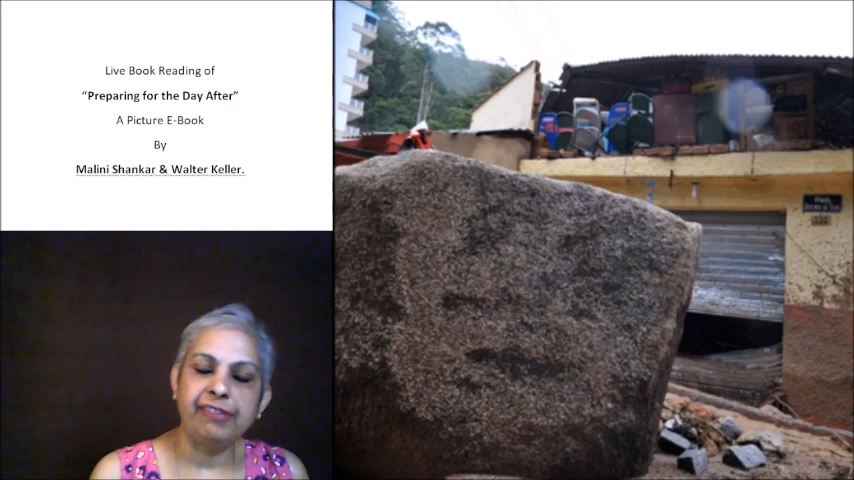 Live Book Reading of
“Preparing for the Day After”
A Picture E-Book
By
Malini Shankar & Walter Keller.